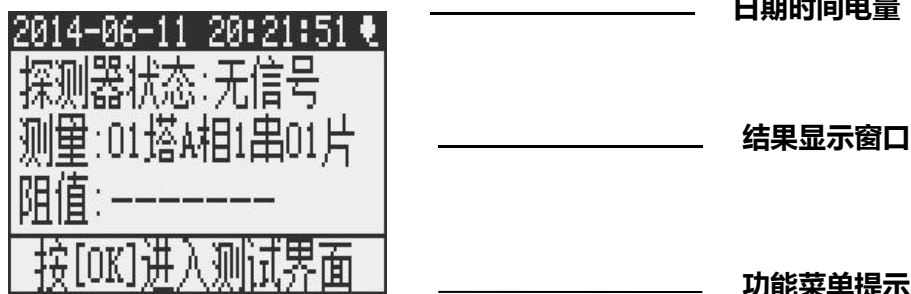 2014-06-11 20:21:51
日期时间电量
探测器状态:无信号
测量:01塔A相1串01片
结果显示窗口
阻值:-------
按[OK]进入测试界面
功能菜单提示